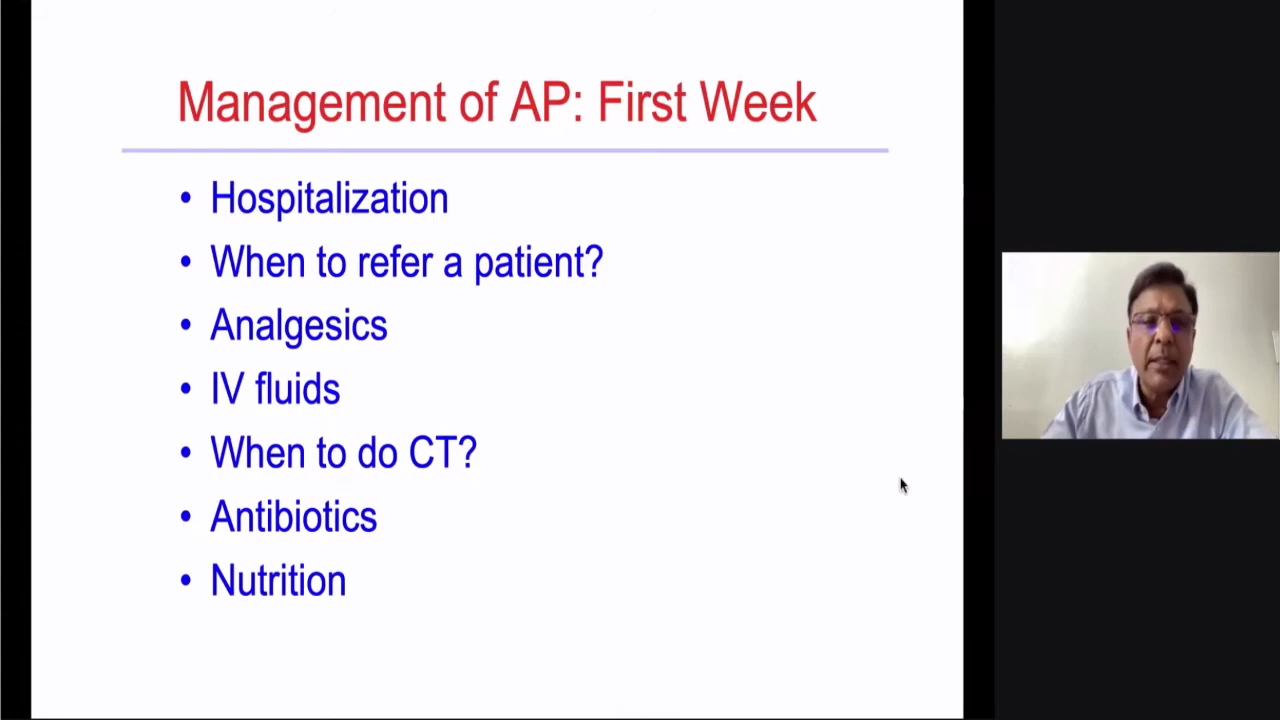 Management of AP: First Week
• Hospitalization
• When to refer a patient?
• Analgesics
• IV fluids
• When to do CT?
• Antibiotics
• Nutrition